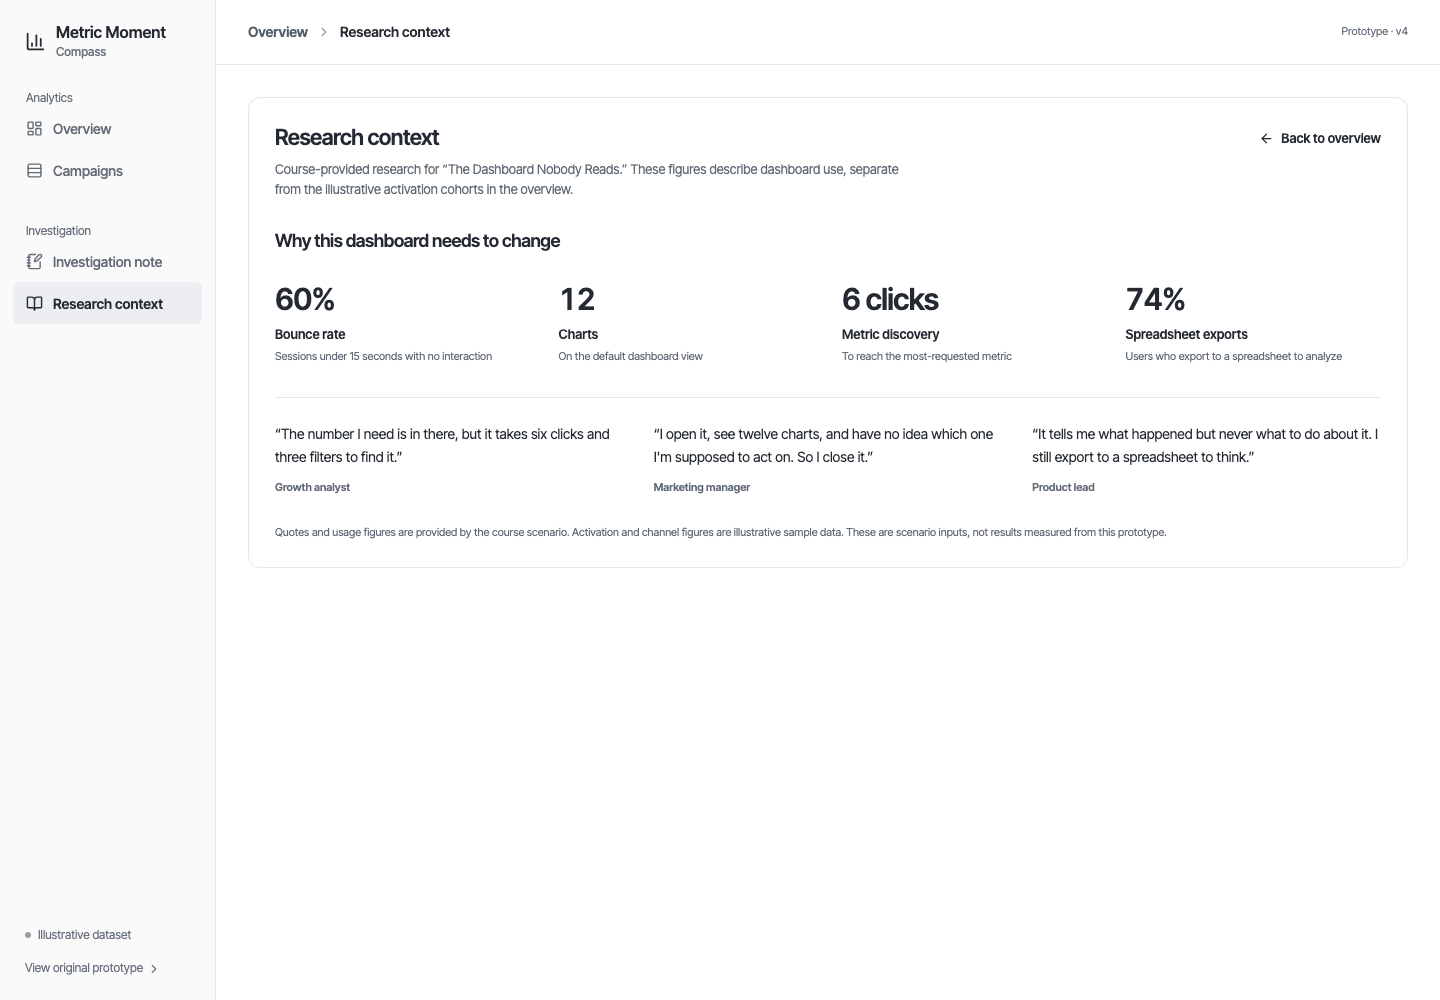 Metric Moment
Compass
Analytics
Overview
Campaigns
Investigation
Investigation note
Research context
Illustrative dataset
View original prototype
Overview
Research context
Prototype · v4
Research context
Back to overview
Course-provided research for “The Dashboard Nobody Reads.” These figures describe dashboard use, separate
from the illustrative activation cohorts in the overview.
Why this dashboard needs to change
60%
Bounce rate
Sessions under 15 seconds with no interaction
12
Charts
On the default dashboard view
6 clicks
Metric discovery
To reach the most-requested metric
74%
Spreadsheet exports
Users who export to a spreadsheet to analyze
“The number I need is in there, but it takes six clicks and
three filters to find it.”
Growth analyst
“I open it, see twelve charts, and have no idea which one
I'm supposed to act on. So I close it.”
Marketing manager
“It tells me what happened but never what to do about it. I
still export to a spreadsheet to think.”
Product lead
Quotes and usage figures are provided by the course scenario. Activation and channel figures are illustrative sample data. These are scenario inputs, not results measured from this prototype.